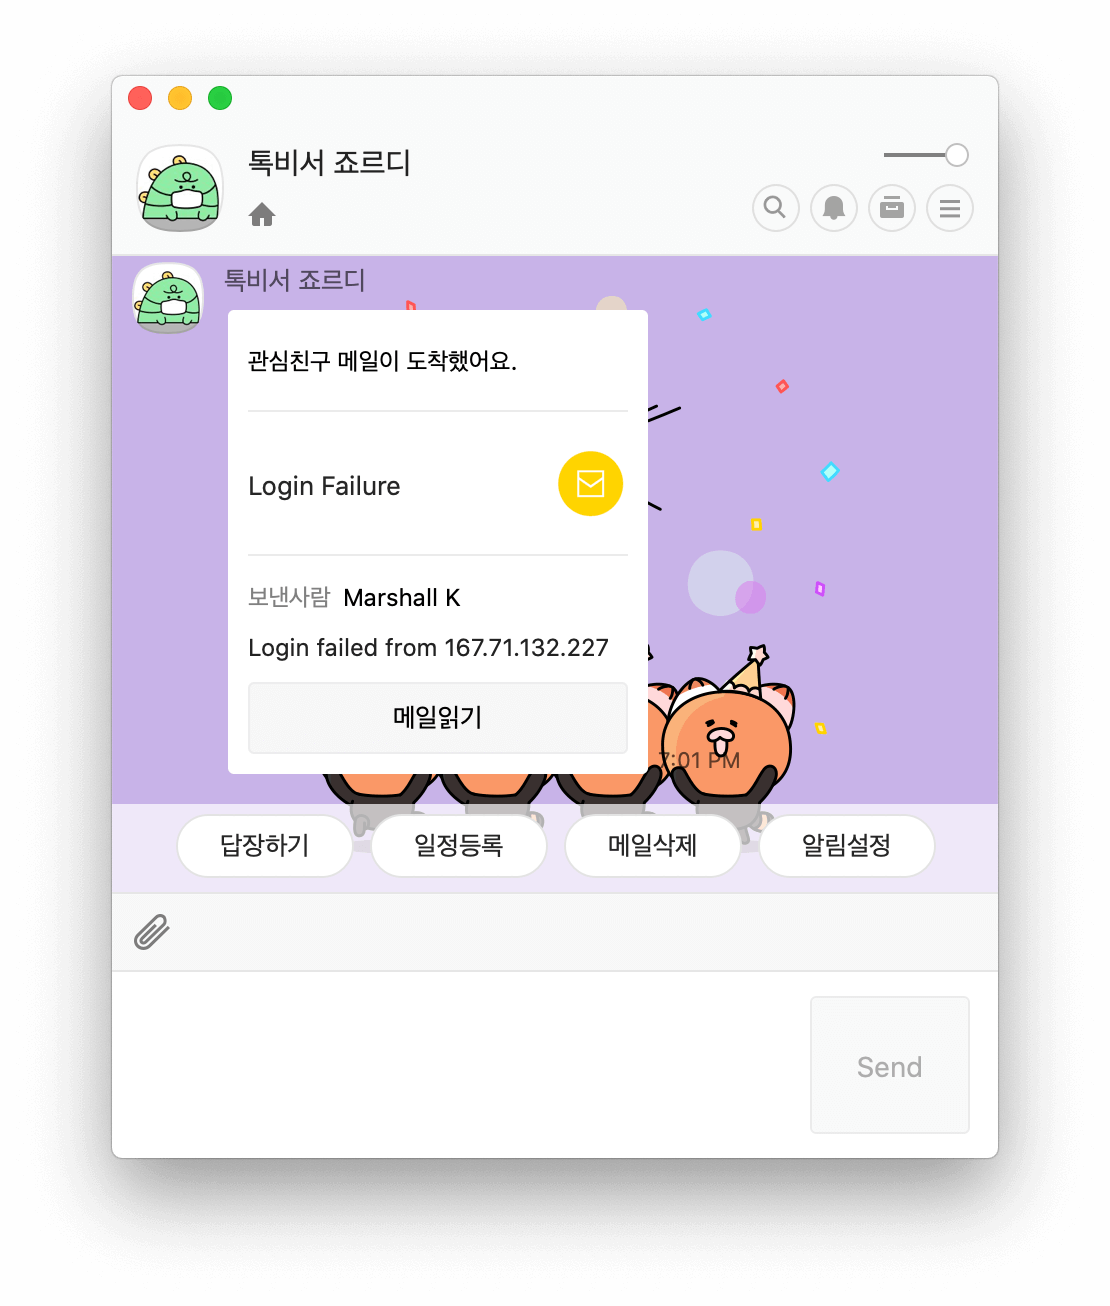 톡비서 죠르디
톡비서 죠르디
관심친구 메일이 도착했어요.
Login Failure
보낸사람 Marshall K
Login failed from 167.71.132.227
메일읽기
7:01 PM
답장하기 일정등록 메일삭제 알림설정
Send